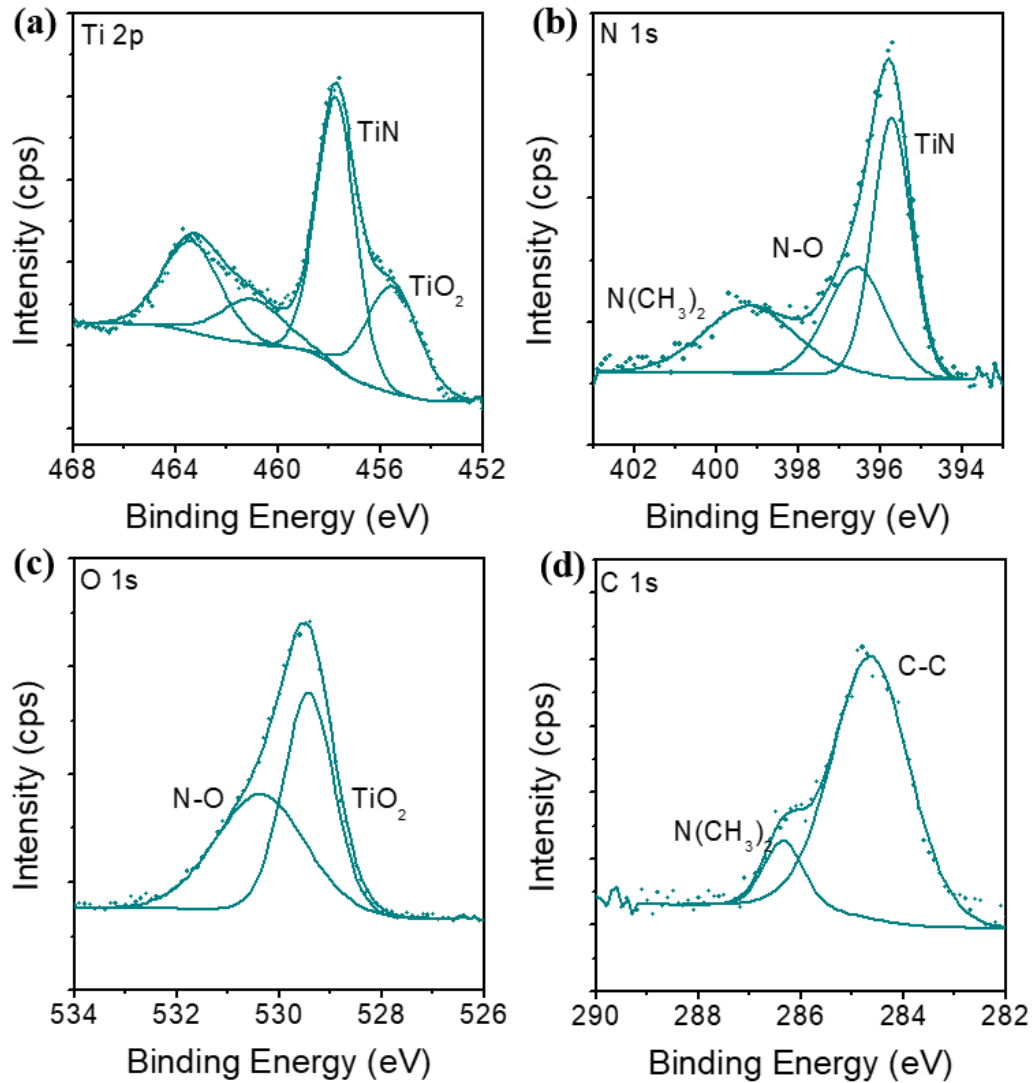 (a)
Ti 2p
TiN
TiO2
Intensity (cps)
468 464 460 456 452
Binding Energy (eV)
(b)
N 1s
TiN
N-O
N(CH3)2
Intensity (cps)
402 400 398 396 394
Binding Energy (eV)
(c)
O 1s
N-O
TiO2
Intensity (cps)
534 532 530 528 526
Binding Energy (eV)
(d)
C 1s
C-C
N(CH3)2
Intensity (cps)
290 288 286 284 282
Binding Energy (eV)